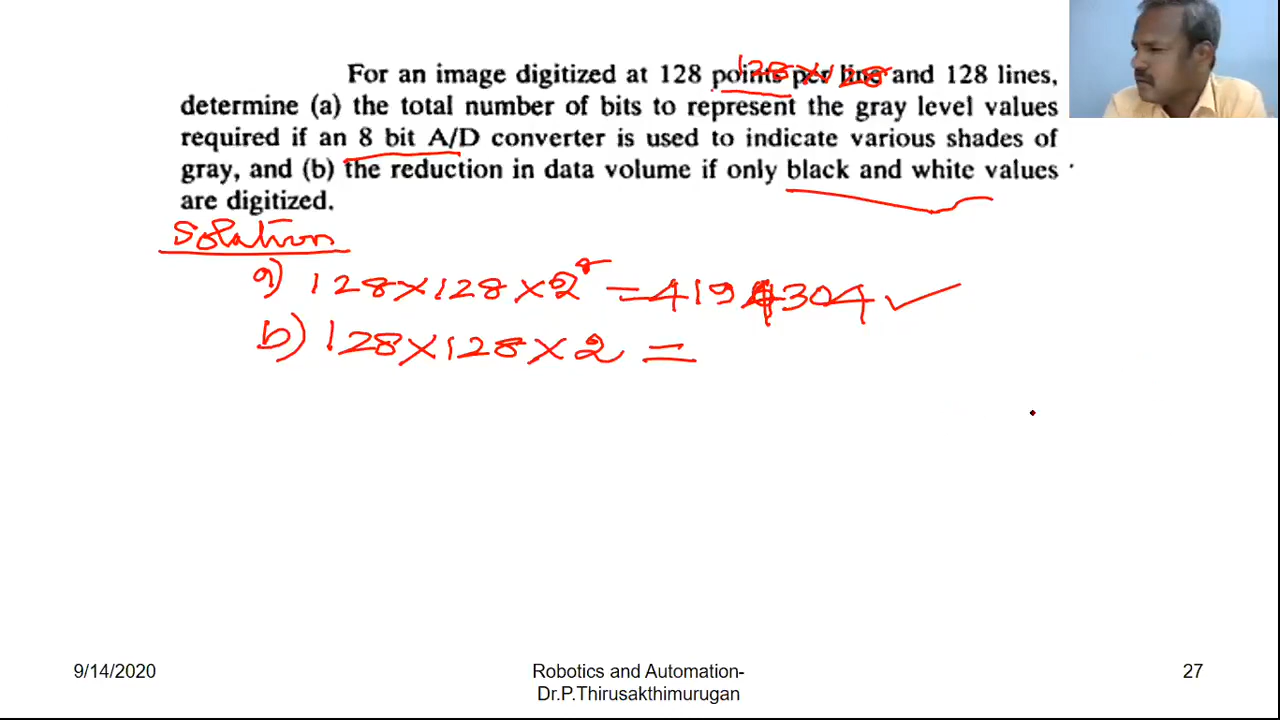 For an image digitized at 128 points per line and 128 lines,
128×128
determine (a) the total number of bits to represent the gray level values
required if an 8 bit A/D converter is used to indicate various shades of
gray, and (b) the reduction in data volume if only black and white values
are digitized.
Solution
a) 128×128×2⁸ = 4194304 ✓
b) 128×128×2 =
9/14/2020
Robotics and Automation-
Dr.P.Thirusakthimurugan
27